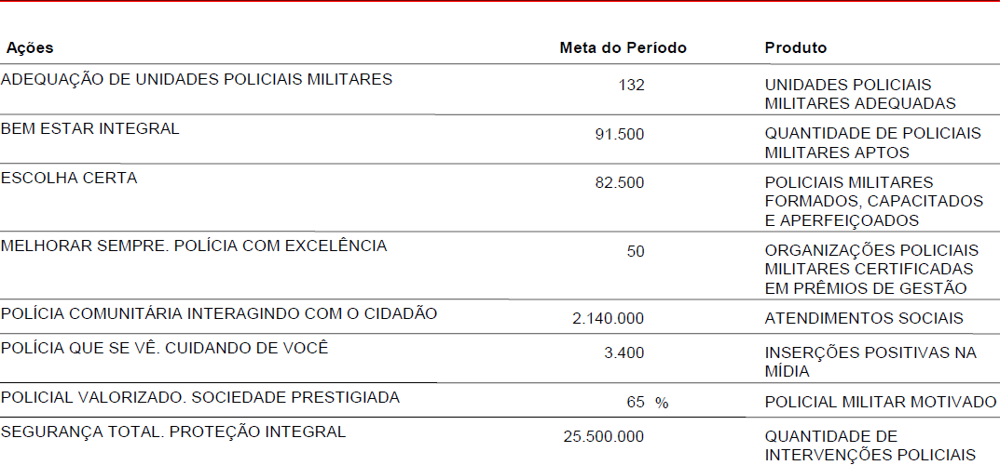 Ações Meta do Período Produto
ADEQUAÇÃO DE UNIDADES POLICIAIS MILITARES 132 UNIDADES POLICIAIS
MILITARES ADEQUADAS
BEM ESTAR INTEGRAL 91.500 QUANTIDADE DE POLICIAIS
MILITARES APTOS
ESCOLHA CERTA 82.500 POLICIAIS MILITARES
FORMADOS, CAPACITADOS
E APERFEIÇOADOS
MELHORAR SEMPRE. POLÍCIA COM EXCELÊNCIA 50 ORGANIZAÇÕES POLICIAIS
MILITARES CERTIFICADAS
EM PRÊMIOS DE GESTÃO
POLÍCIA COMUNITÁRIA INTERAGINDO COM O CIDADÃO 2.140.000 ATENDIMENTOS SOCIAIS
POLÍCIA QUE SE VÊ. CUIDANDO DE VOCÊ 3.400 INSERÇÕES POSITIVAS NA
MÍDIA
POLICIAL VALORIZADO. SOCIEDADE PRESTIGIADA 65 % POLICIAL MILITAR MOTIVADO
SEGURANÇA TOTAL. PROTEÇÃO INTEGRAL 25.500.000 QUANTIDADE DE
INTERVENÇÕES POLICIAIS